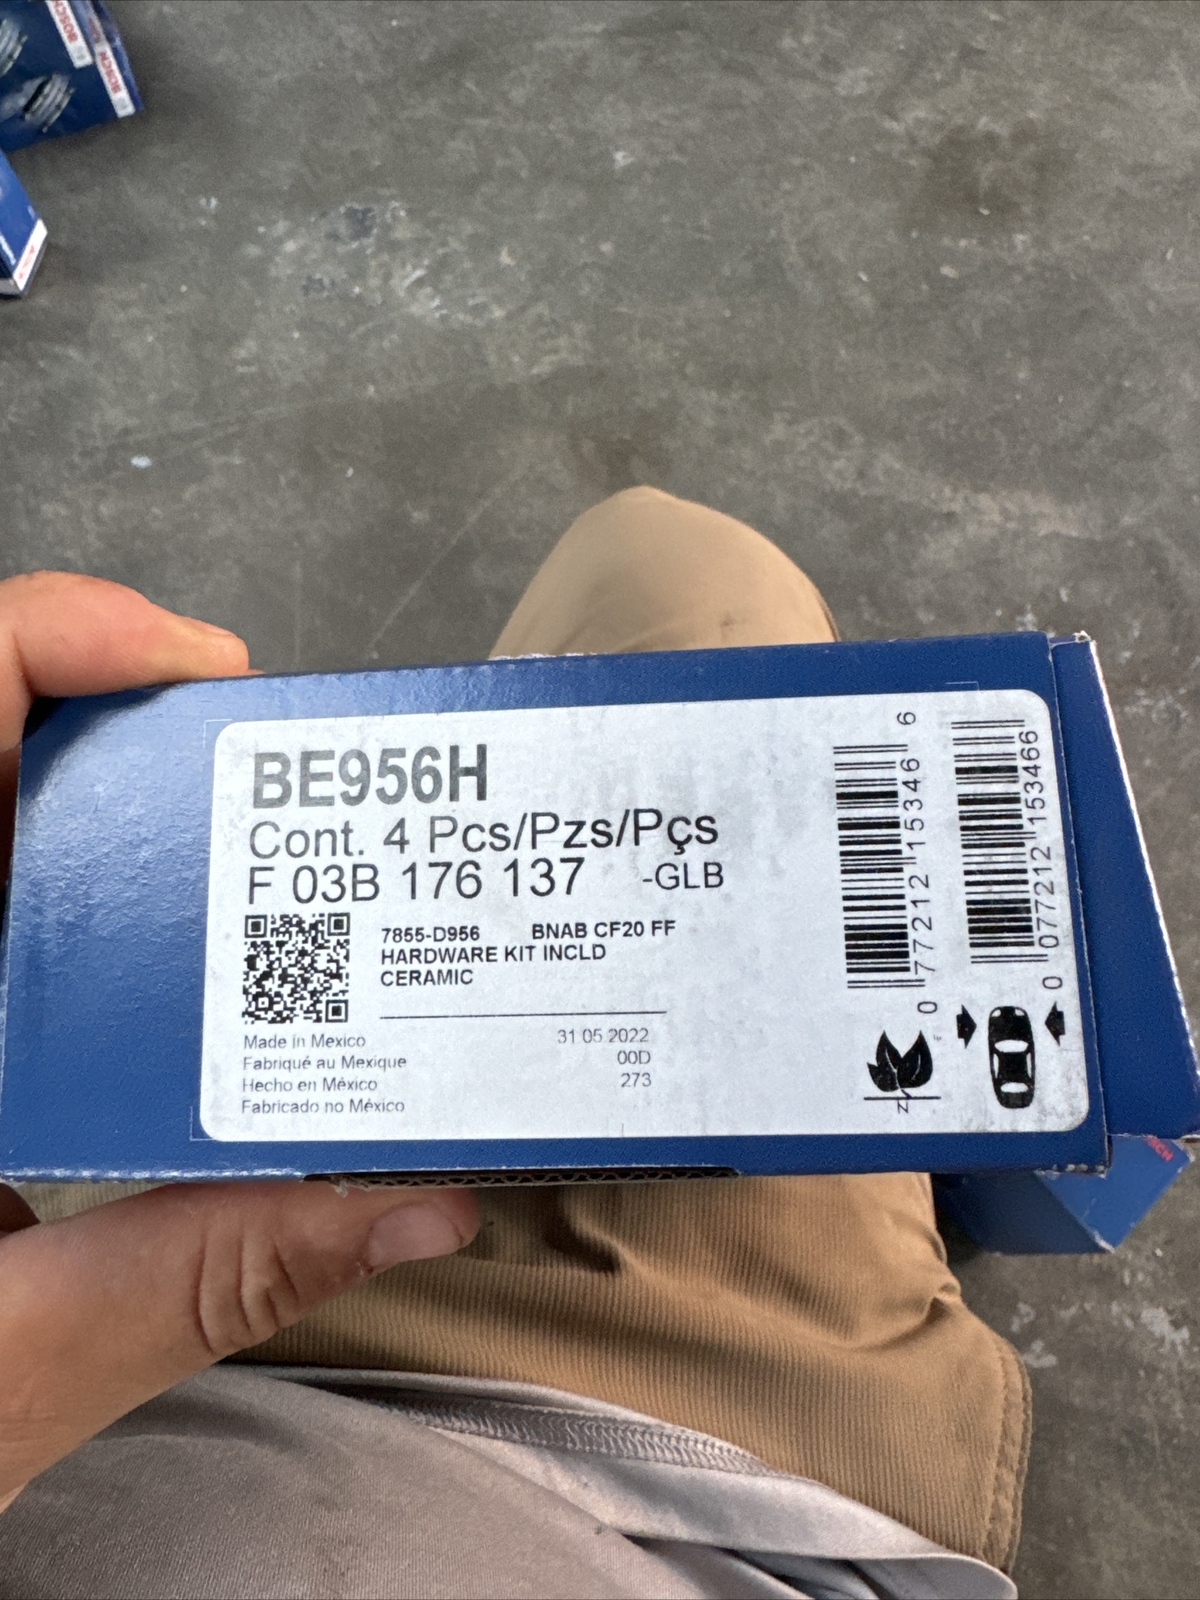 BOSCH
BOSCH
BE956H
Cont. 4 Pcs/Pzs/Pçs
F 03B 176 137 -GLB
7855-D956 BNAB CF20 FF
HARDWARE KIT INCLD
CERAMIC
Made in Mexico 31.05.2022
Fabriqué au Mexique 00D
Hecho en México 273
Fabricado no México
0 77212 15346 6
0 077212 153466
N